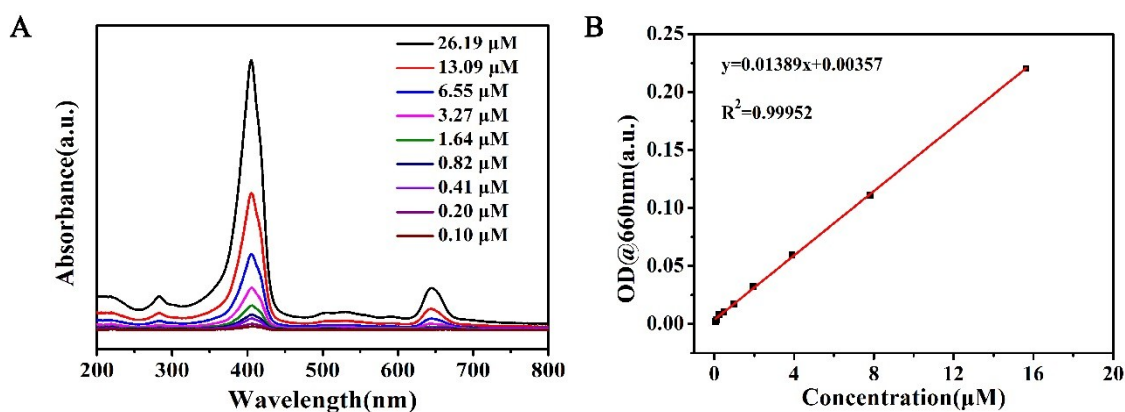 A
26.19 µM
13.09 µM
6.55 µM
3.27 µM
1.64 µM
0.82 µM
0.41 µM
0.20 µM
0.10 µM
Absorbance(a.u.)
200 300 400 500 600 700 800
Wavelength(nm)
B
y=0.01389x+0.00357
R²=0.99952
OD@660nm(a.u.)
0.25
0.20
0.15
0.10
0.05
0.00
0 4 8 12 16 20
Concentration(µM)